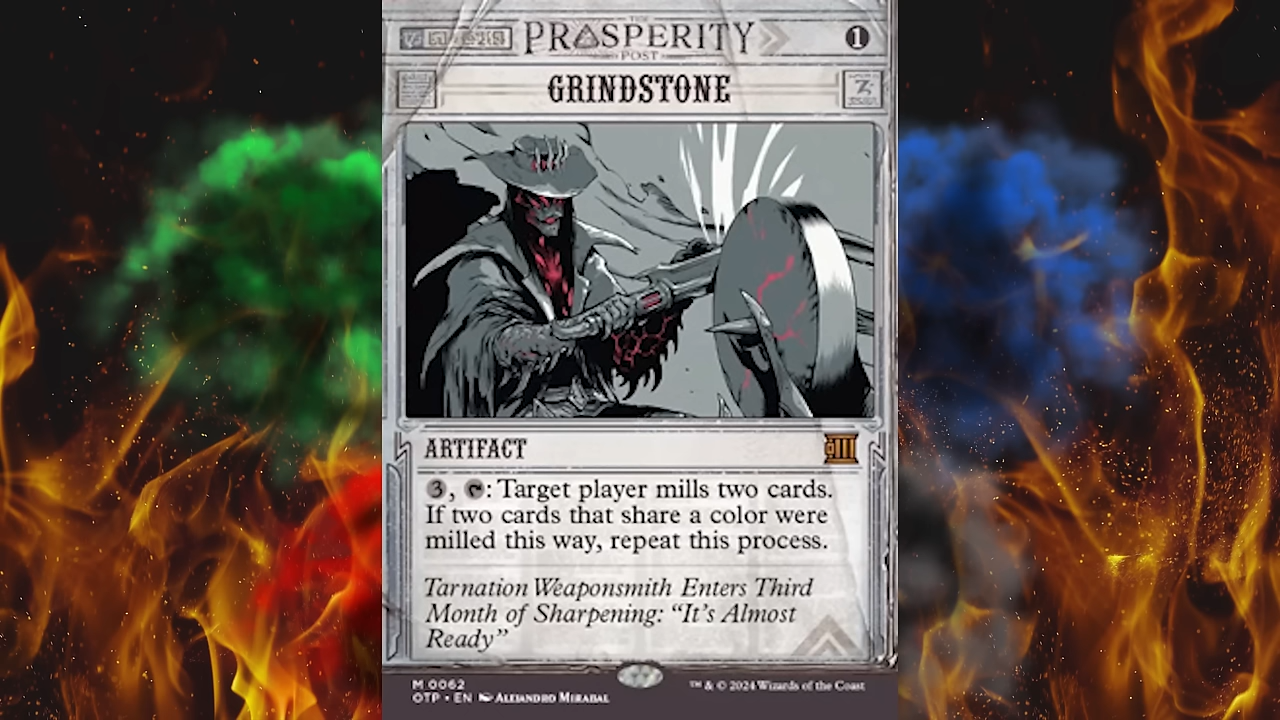 THE
PROSPERITY
POST
1
GRINDSTONE
ARTIFACT
3, : Target player mills two cards.
If two cards that share a color were
milled this way, repeat this process.
Tarnation Weaponsmith Enters Third
Month of Sharpening: “It’s Almost
Ready”
M 0062
OTP • EN Alejandro Mirabal
™ & © 2024 Wizards of the Coast